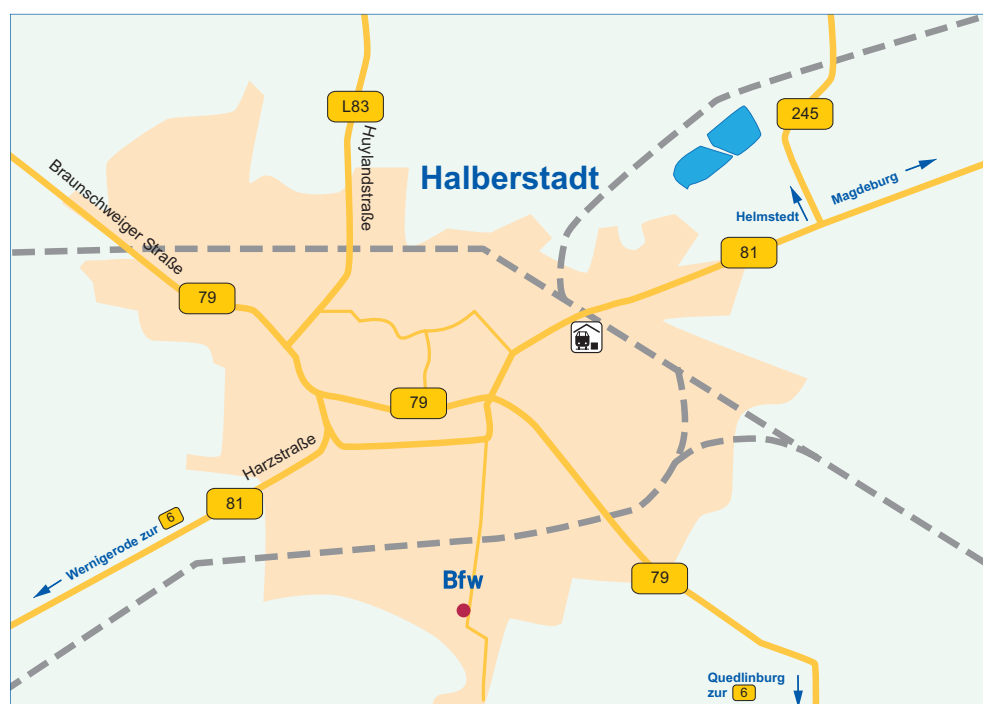 L83
245
Huylandstraße
Halberstadt
Braunschweiger Straße
Magdeburg
Helmstedt
81
79
79
Harzstraße
81
Wernigerode zur 6
Bfw
79
Quedlinburg
zur 6